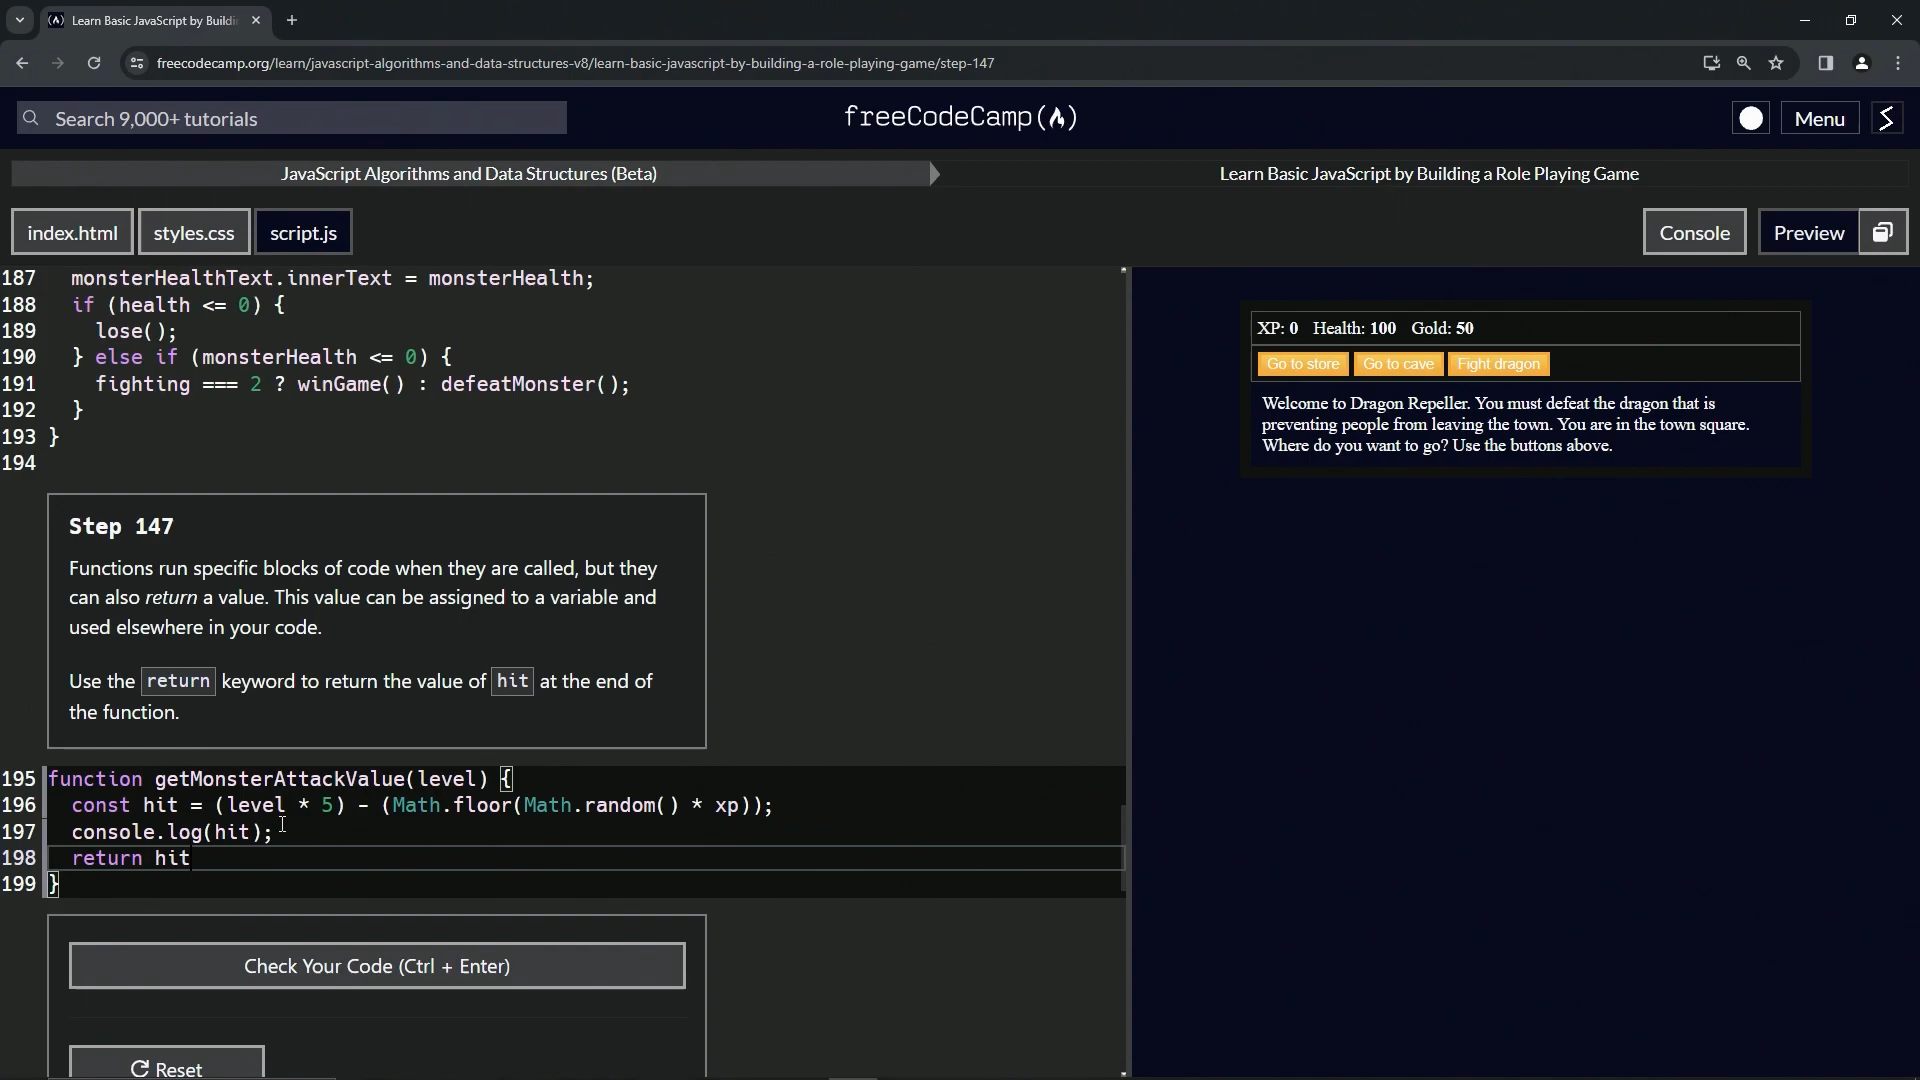 Learn Basic JavaScript by Buildi
freecodecamp.org/learn/javascript-algorithms-and-data-structures-v8/learn-basic-javascript-by-building-a-role-playing-game/step-147
Search 9,000+ tutorials
freeCodeCamp(🔥)
Menu
JavaScript Algorithms and Data Structures (Beta)
Learn Basic JavaScript by Building a Role Playing Game
index.html
styles.css
script.js
Console
Preview
187 monsterHealthText.innerText = monsterHealth;
188 if (health <= 0) {
189 lose();
190 } else if (monsterHealth <= 0) {
191 fighting === 2 ? winGame() : defeatMonster();
192 }
193 }
194
Step 147
Functions run specific blocks of code when they are called, but they
can also return a value. This value can be assigned to a variable and
used elsewhere in your code.
Use the return keyword to return the value of hit at the end of
the function.
195 function getMonsterAttackValue(level) {
196 const hit = (level * 5) - (Math.floor(Math.random() * xp));
197 console.log(hit);
198 return hit
199 }
Check Your Code (Ctrl + Enter)
Reset
XP: 0 Health: 100 Gold: 50
Go to store Go to cave Fight dragon
Welcome to Dragon Repeller. You must defeat the dragon that is
preventing people from leaving the town. You are in the town square.
Where do you want to go? Use the buttons above.